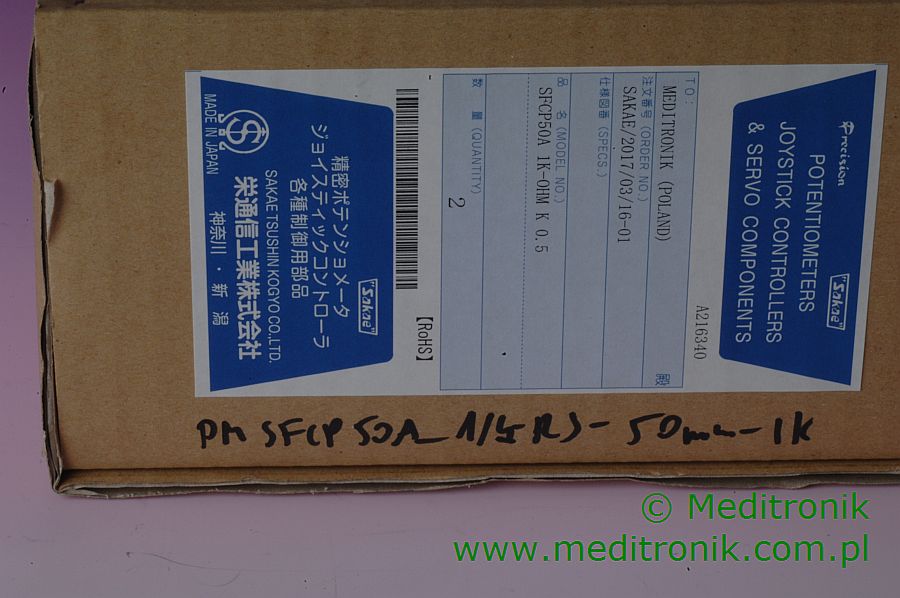 Precision
POTENTIOMETERS
JOYSTICK CONTROLLERS
& SERVO COMPONENTS
"Sakae"
A216340
TO:
MEDITRONIK (POLAND)
殿
注文番号 (ORDER NO.)
SAKAE/2017/03/16-01
仕様図番 (SPECS.)
品 名 (MODEL NO.)
SFCP50A 1K-OHM K 0.5
数 量 (QUANTITY)
2
【RoHS】
"Sakae"
精密ポテンショメータ
ジョイスティックコントローラ
各種制御用部品
SAKAE TSUSHIN KOGYO CO.,LTD.
栄通信工業株式会社
神奈川・新潟
MADE IN JAPAN
PM SFCP50A 50mm-1K
© Meditronik
www.meditronik.com.pl